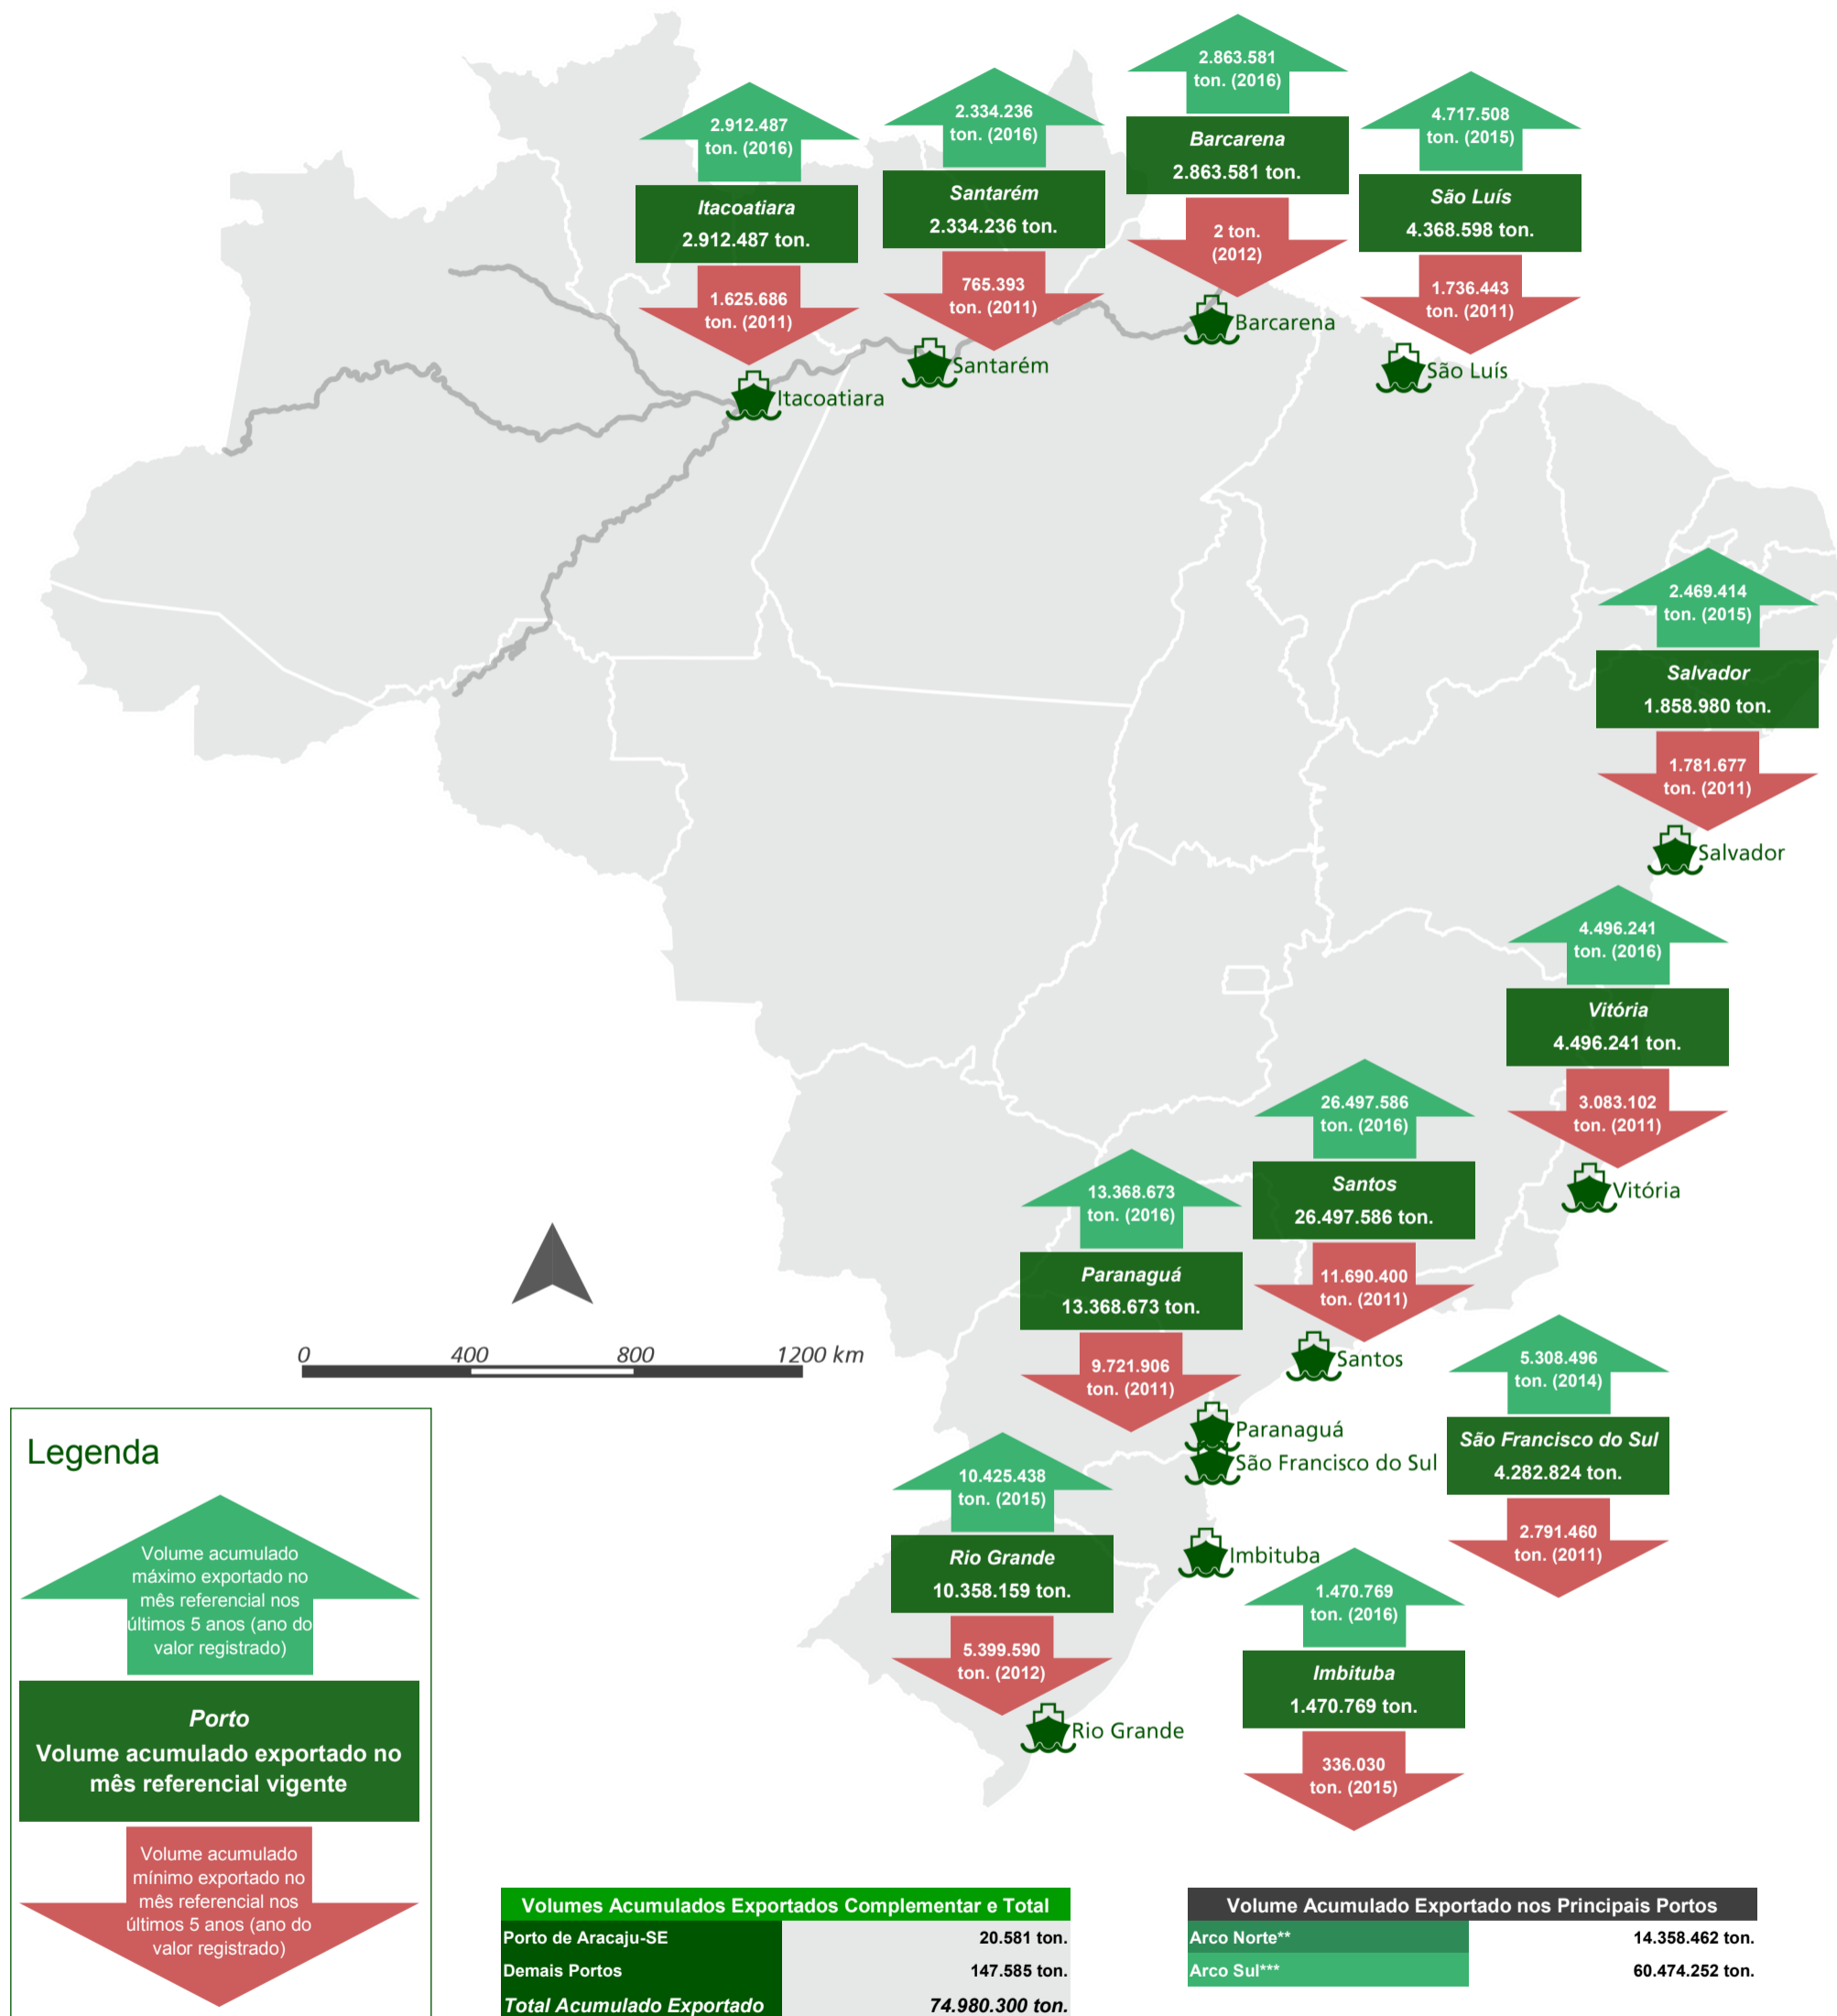 2.863.581
ton. (2016)
Barcarena
2.863.581 ton.
2 ton.
(2012)
2.334.236
ton. (2016)
Santarém
2.334.236 ton.
765.393
ton. (2011)
4.717.508
ton. (2015)
São Luís
4.368.598 ton.
1.736.443
ton. (2011)
2.912.487
ton. (2016)
Itacoatiara
2.912.487 ton.
1.625.686
ton. (2011)
Barcarena
Santarém
São Luís
Itacoatiara
2.469.414
ton. (2015)
Salvador
1.858.980 ton.
1.781.677
ton. (2011)
Salvador
4.496.241
ton. (2016)
Vitória
4.496.241 ton.
3.083.102
ton. (2011)
Vitória
26.497.586
ton. (2016)
Santos
26.497.586 ton.
11.690.400
ton. (2011)
Santos
13.368.673
ton. (2016)
Paranaguá
13.368.673 ton.
9.721.906
ton. (2011)
Paranaguá
São Francisco do Sul
5.308.496
ton. (2014)
São Francisco do Sul
4.282.824 ton.
2.791.460
ton. (2011)
10.425.438
ton. (2015)
Rio Grande
10.358.159 ton.
5.399.590
ton. (2012)
Rio Grande
Imbituba
1.470.769
ton. (2016)
Imbituba
1.470.769 ton.
336.030
ton. (2015)
0 400 800 1200 km
Legenda
Volume acumulado
máximo exportado no
mês referencial nos
últimos 5 anos (ano do
valor registrado)
Porto
Volume acumulado exportado no
mês referencial vigente
Volume acumulado
mínimo exportado no
mês referencial nos
últimos 5 anos (ano do
valor registrado)
Volumes Acumulados Exportados Complementar e Total
Porto de Aracaju-SE 20.581 ton.
Demais Portos 147.585 ton.
Total Acumulado Exportado 74.980.300 ton.
Volume Acumulado Exportado nos Principais Portos
Arco Norte** 14.358.462 ton.
Arco Sul*** 60.474.252 ton.